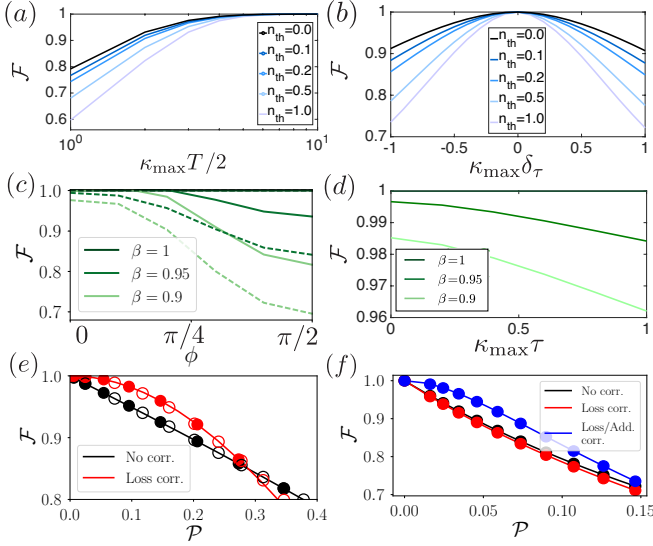 (a)
1
0.9
0.8
0.7
0.6
F
10^0
10^1
κ_max T/2
n_th=0.0
n_th=0.1
n_th=0.2
n_th=0.5
n_th=1.0
(b)
1
0.9
0.8
0.7
F
-1
-0.5
0
0.5
1
κ_max δ_τ
n_th=0.0
n_th=0.1
n_th=0.2
n_th=0.5
n_th=1.0
(c)
1.0
0.9
0.8
0.7
F
β = 1
β = 0.95
β = 0.9
0
π/4
π/2
ϕ
(d)
1
0.99
0.98
0.97
0.96
F
β=1
β=0.95
β=0.9
0
0.5
1
κ_max τ
(e)
1.0
0.9
0.8
F
No corr.
Loss corr.
0.0
0.1
0.2
0.3
0.4
P
(f)
1.0
0.9
0.8
0.7
F
No corr.
Loss corr.
Loss/Add.
corr.
0.00
0.05
0.10
0.15
P